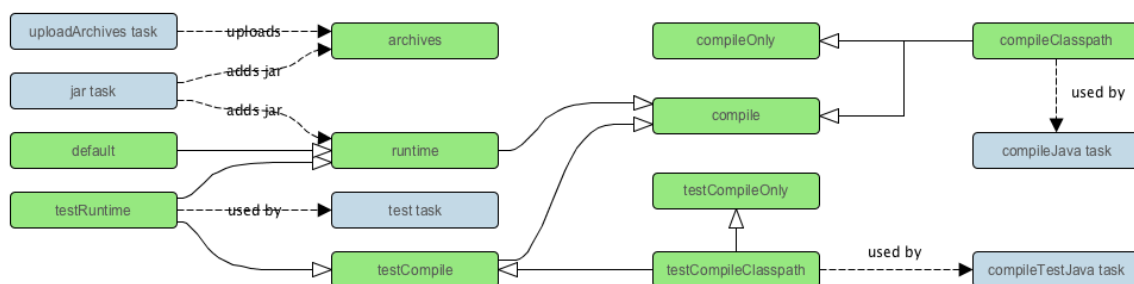 uploadArchives task
uploads
archives
compileOnly
compileClasspath
jar task
adds jar
adds jar
compile
used by
default
runtime
compileJava task
testRuntime
used by
test task
testCompileOnly
testCompile
testCompileClasspath
used by
compileTestJava task